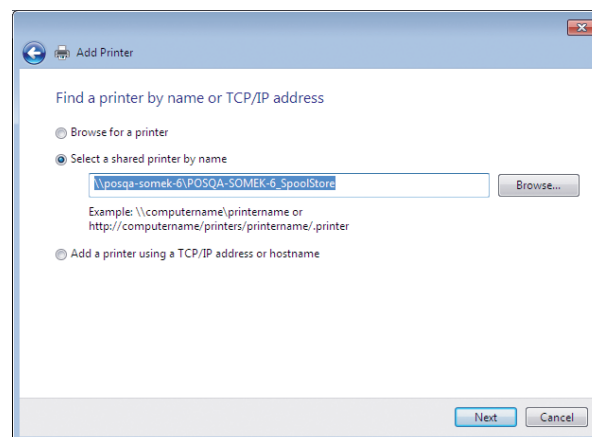 Add Printer
Find a printer by name or TCP/IP address
Browse for a printer
Select a shared printer by name
\\posqa-somek-6\POSQA-SOMEK-6_SpoolStore
Browse...
Example: \\computername\printername or
http://computername/printers/printername/.printer
Add a printer using a TCP/IP address or hostname
Next
Cancel